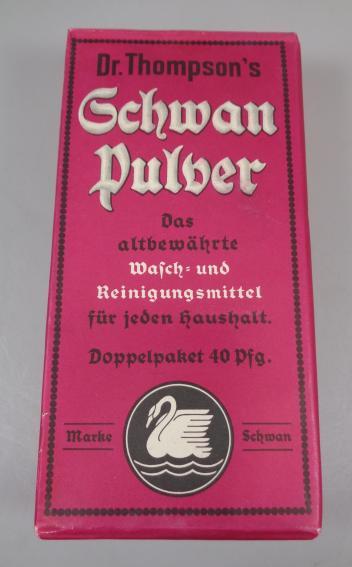 Dr. Thompson's
Schwan
Pulver
Das
altbewährte
Waſch- und
Reinigungsmittel
für jeden Haushalt.
Doppelpaket 40 Pfg.
Marke Schwan